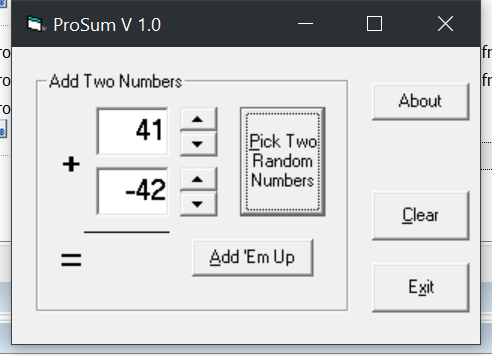 ProSum V 1.0
Add Two Numbers
41
+
-42
=
Pick Two
Random
Numbers
Add 'Em Up
About
Clear
Exit